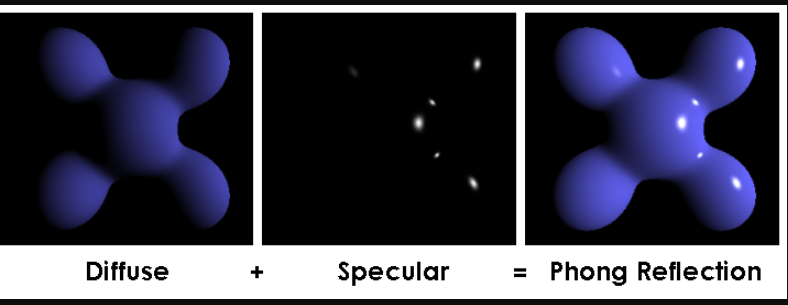 Diffuse + Specular = Phong Reflection